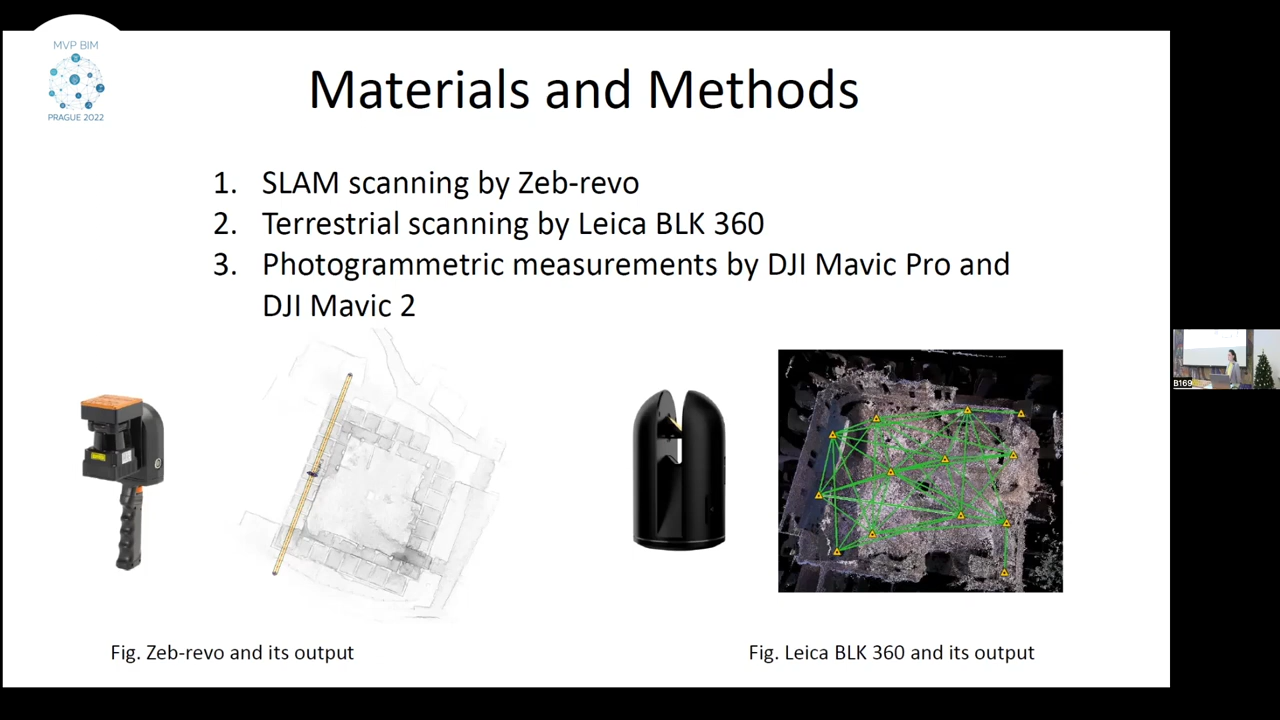 MVP BIM
PRAGUE 2022
Materials and Methods
1. SLAM scanning by Zeb-revo
2. Terrestrial scanning by Leica BLK 360
3. Photogrammetric measurements by DJI Mavic Pro and
DJI Mavic 2
Fig. Zeb-revo and its output
Fig. Leica BLK 360 and its output
B169